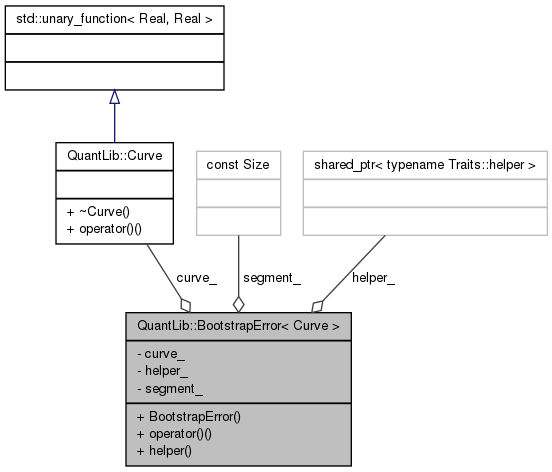 std::unary_function< Real, Real >
QuantLib::Curve
+ ~Curve()
+ operator()()
const Size
shared_ptr< typename Traits::helper >
curve_
segment_
helper_
QuantLib::BootstrapError< Curve >
- curve_
- helper_
- segment_
+ BootstrapError()
+ operator()()
+ helper()